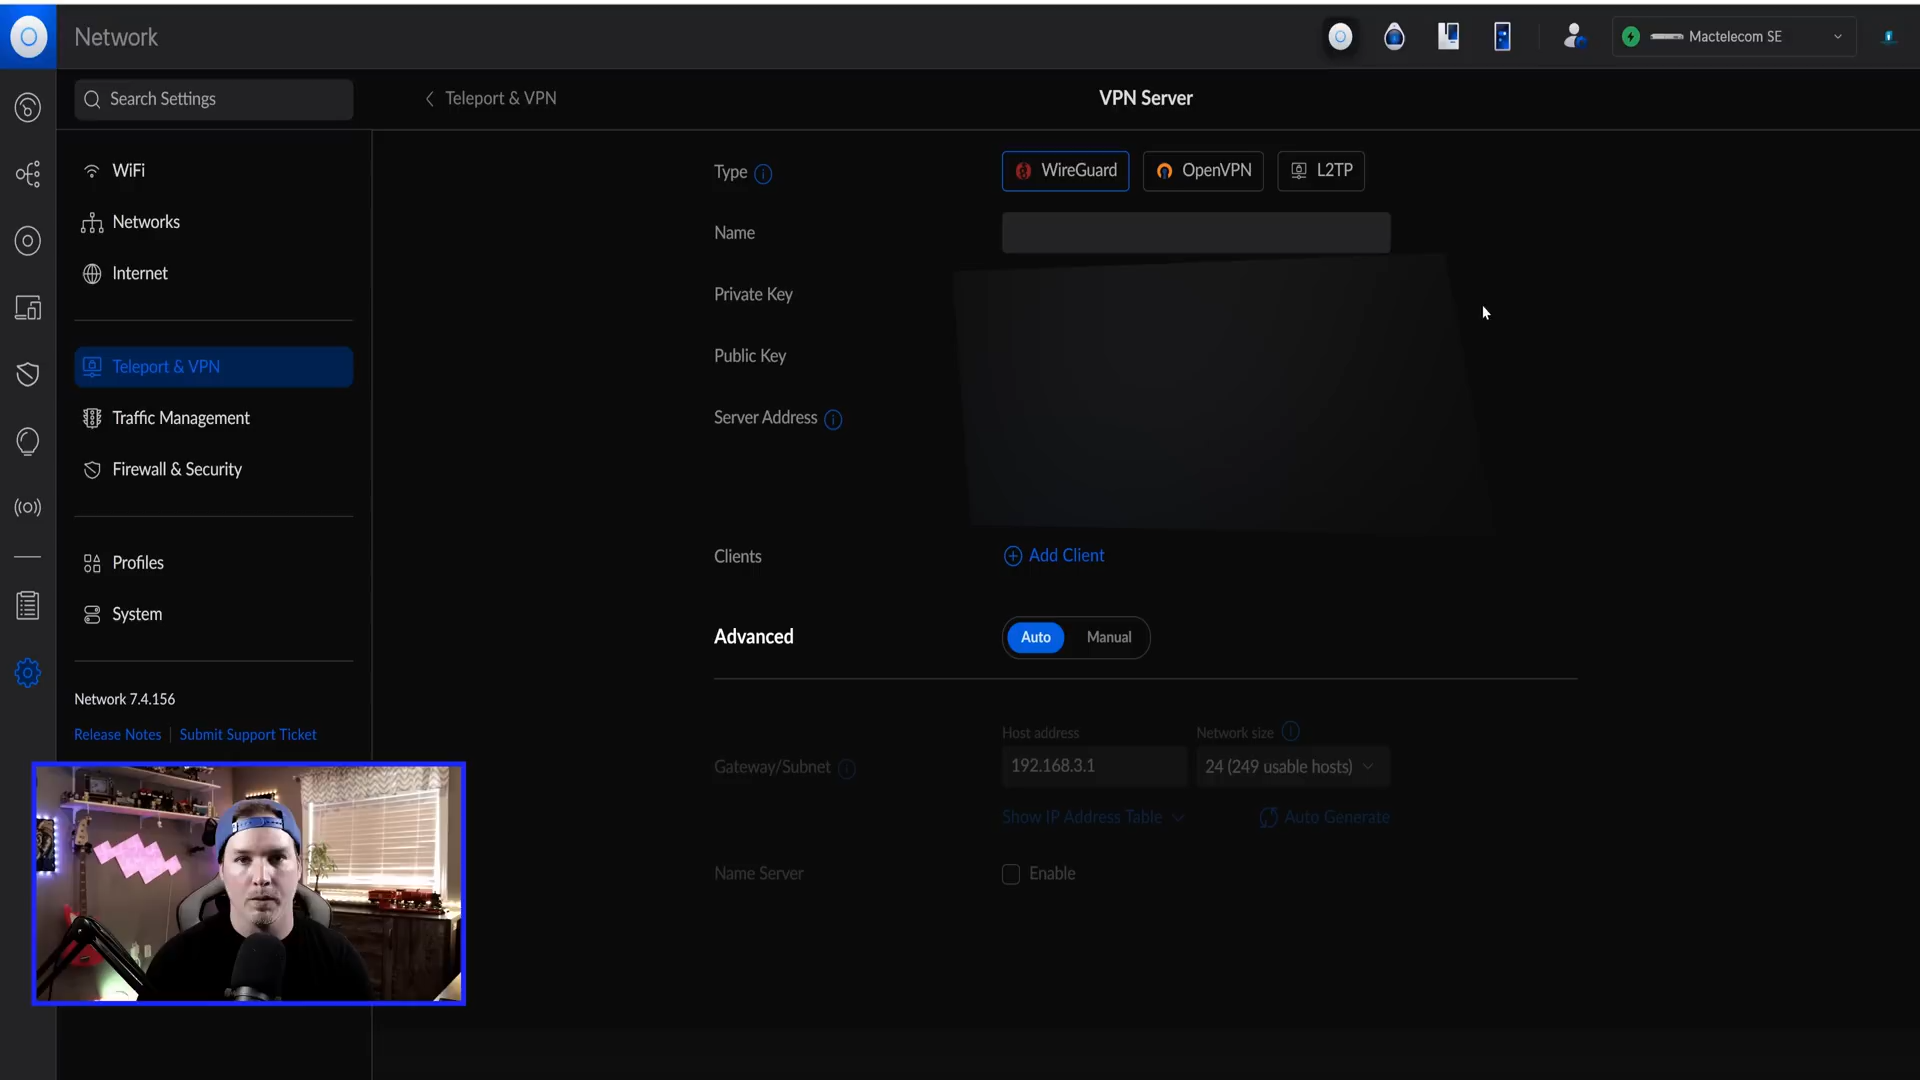 Network
Mactelecom SE
Search Settings
Teleport & VPN
VPN Server
WiFi
Networks
Internet
Teleport & VPN
Traffic Management
Firewall & Security
Profiles
System
Network 7.4.156
Release Notes | Submit Support Ticket
Type
WireGuard
OpenVPN
L2TP
Name
Private Key
Public Key
Server Address
Clients
Add Client
Advanced
Auto
Manual
Host address
Network size
Gateway/Subnet
192.168.3.1
24 (249 usable hosts)
Show IP Address Table
Auto Generate
Name Server
Enable